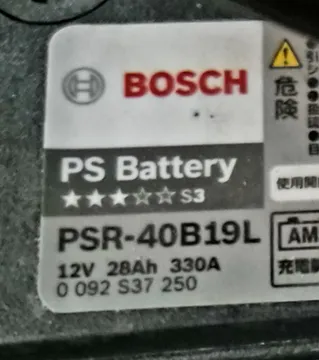 BOSCH
PS Battery
★★★☆☆ S3
PSR-40B19L
12V 28Ah 330A
0 092 S37 250
危険
使用開
AM
充電